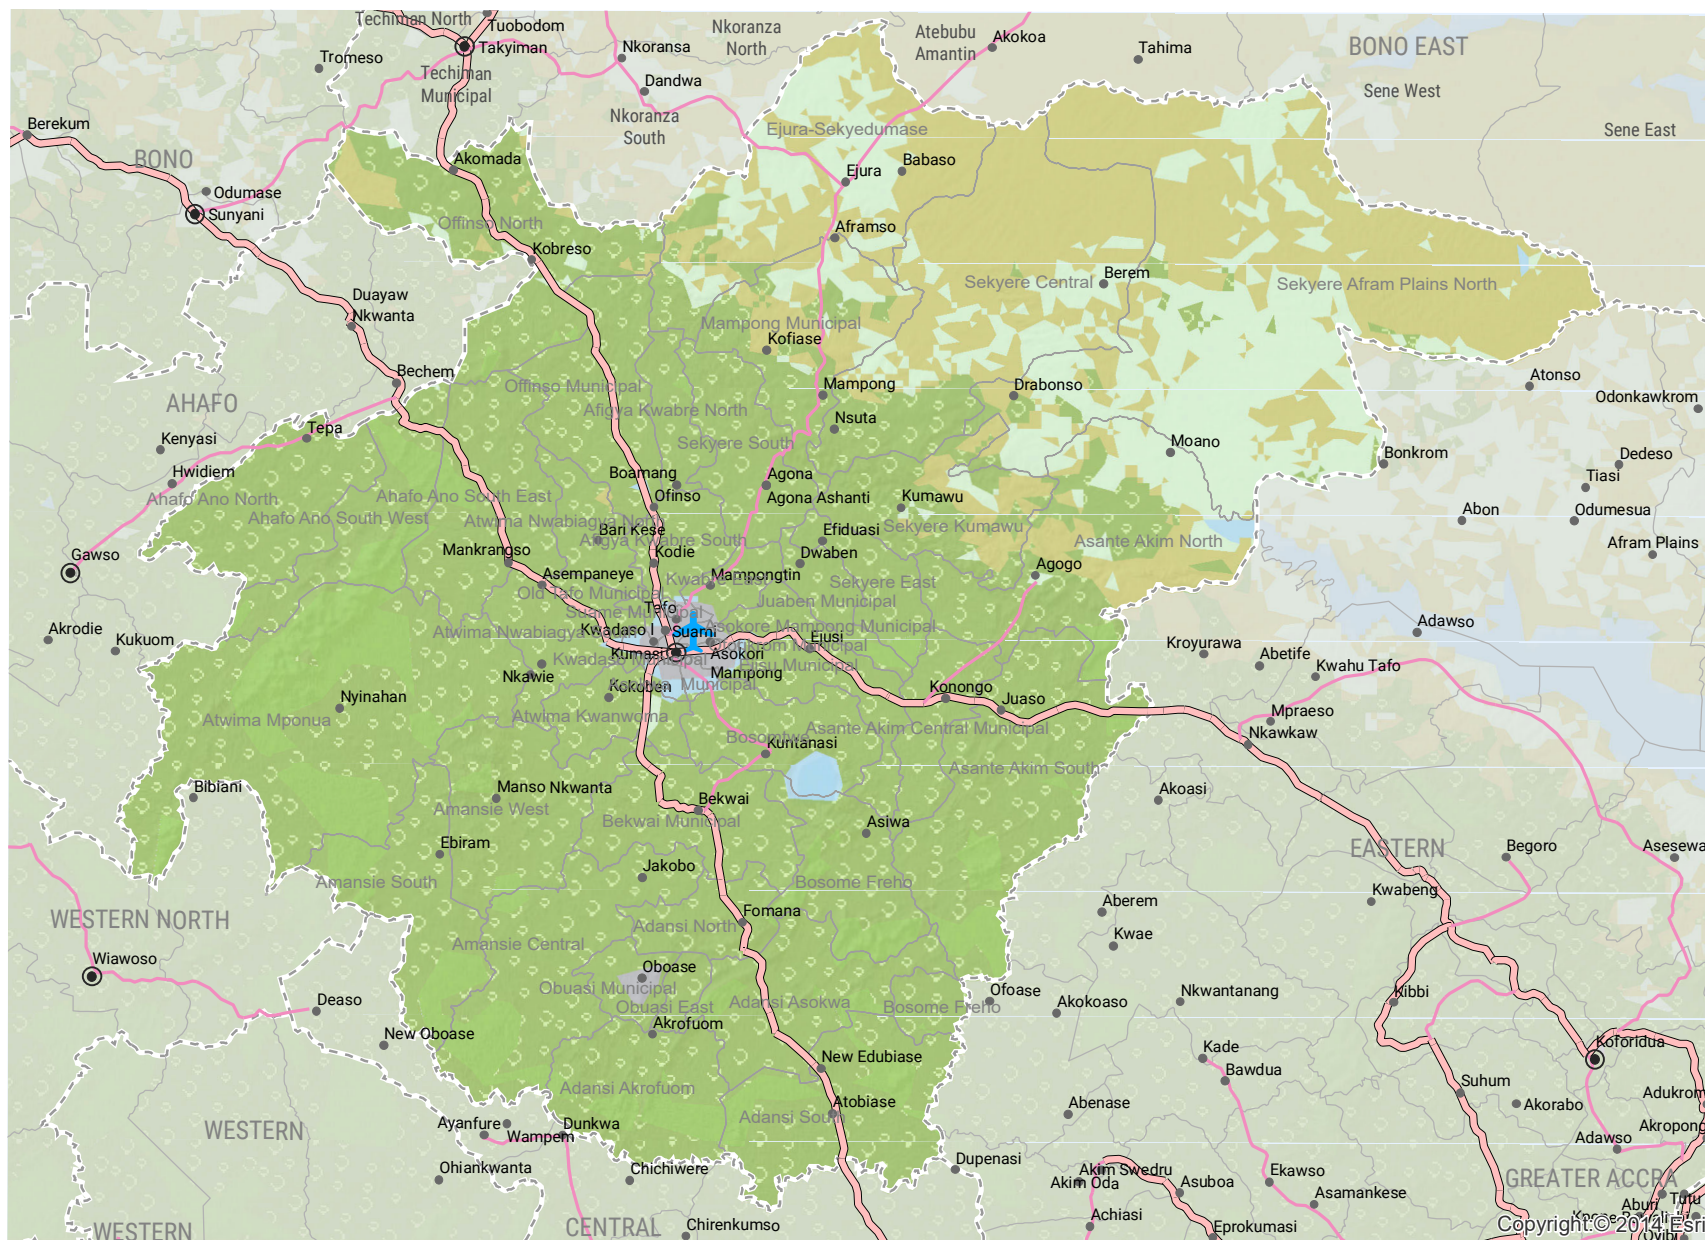 Techiman North
Tuobodom
Takyiman
Tromeso
Techiman
Municipal
Nkoransa
Dandwa
Nkoranza
North
Nkoranza
South
Atebubu
Amantin
Akokoa
Tahima
BONO EAST
Sene West
Sene East
Berekum
BONO
Odumase
Sunyani
Akomada
Offinso North
Kobreso
Ejura-Sekyedumase
Babaso
Ejura
Aframso
Sekyere Central
Berem
Sekyere Afram Plains North
Duayaw
Nkwanta
Bechem
Mampong Municipal
Kofiase
Mampong
Nsuta
Drabonso
Atonso
Odonkawkrom
AHAFO
Kenyasi
Hwidiem
Tepa
Offinso Municipal
Afigya Kwabre North
Sekyere South
Moano
Bonkrom
Dedeso
Tiasi
Abon
Odumesua
Afram Plains
Ahafo Ano North
Ahafo Ano South West
Ahafo Ano South East
Boamang
Ofinso
Agona
Agona Ashanti
Kumawu
Sekyere Kumawu
Asante Akim North
Bari Kese
Afigya Kwabre South
Efiduasi
Dwaben
Kodie
Gawso
Mankrangso
Asempaneye
Old Tafo Municipal
Kwabre East
Mampongtin
Sekyere East
Agogo
Juaben Municipal
Tafo
Suame Municipal
Asokore Mampong Municipal
Akrodie
Kukuom
Kwadaso I
Suami
Ejusi
Kumasi
Asokori
Mampong
Kwadaso Municipal
Ejisu Municipal
Adawso
Kroyurawa
Abetife
Kwahu Tafo
Nkawie
Kokoben
Konongo
Juaso
Mpraeso
Nkawkaw
Nyinahan
Atwima Mponua
Atwima Kwanwoma
Bosomtwe
Kuntanasi
Asante Akim Central Municipal
Asante Akim South
Bibiani
Manso Nkwanta
Amansie West
Bekwai
Bekwai Municipal
Asiwa
Akoasi
Ebiram
Jakobo
EASTERN
Begoro
Asesewa
Amansie South
Bosome Freho
Kwabeng
WESTERN NORTH
Fomana
Adansi North
Aberem
Kwae
Amansie Central
Wiawoso
Oboase
Obuasi Municipal
Obuasi East
Adansi Asokwa
Bosome Freho
Ofoase
Akokoaso
Nkwantanang
Kibbi
Deaso
New Oboase
Akrofuom
New Edubiase
Kade
Bawdua
Koforidua
Adansi Akrofuom
Suhum
Adansi South
Atobiase
Abenase
Akorabo
Adukrom
WESTERN
Ayanfure
Wampem
Dunkwa
Adawso
Akropong
Ohiankwanta
Chichiwere
Dupenasi
Akim Swedru
Akim Oda
Asuboa
Ekawso
Asamankese
GREATER ACCRA
Aburi
Tutu
WESTERN
CENTRAL
Chirenkumso
Achiasi
Eprokumasi
Copyright:© 2014 Esri